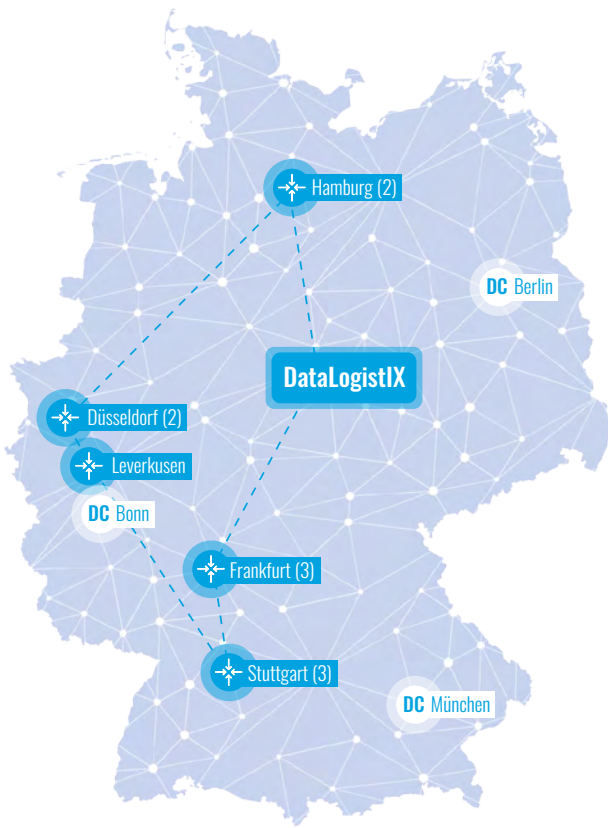 Hamburg (2)
DC Berlin
DataLogistIX
Düsseldorf (2)
Leverkusen
DC Bonn
Frankfurt (3)
Stuttgart (3)
DC München